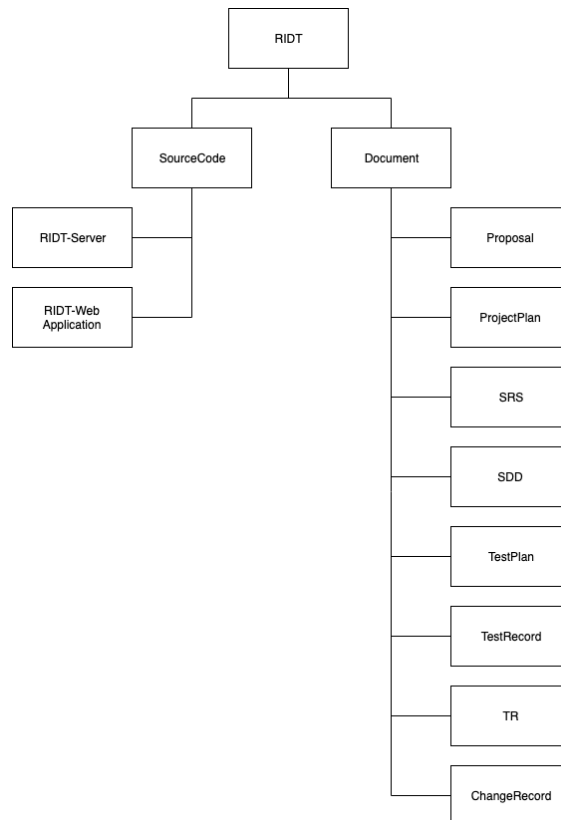 RIDT
SourceCode
Document
RIDT-Server
RIDT-Web
Application
Proposal
ProjectPlan
SRS
SDD
TestPlan
TestRecord
TR
ChangeRecord